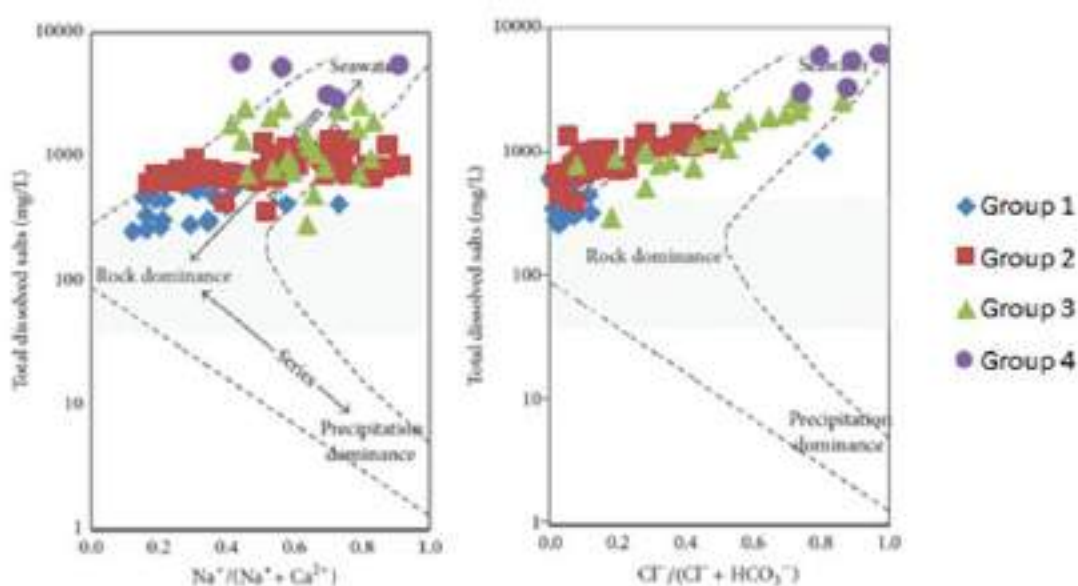 Total dissolved salts (mg/L)
10000
1000
100
10
1
0.0 0.2 0.4 0.6 0.8 1.0
Na⁺/(Na⁺ + Ca²⁺)
Rock dominance
Series
Precipitation
dominance
Total dissolved salts (mg/L)
10000
1000
100
10
1
0.0 0.2 0.4 0.6 0.8 1.0
Cl⁻/(Cl⁻ + HCO₃⁻)
Rock dominance
Precipitation
dominance
Group 1
Group 2
Group 3
Group 4